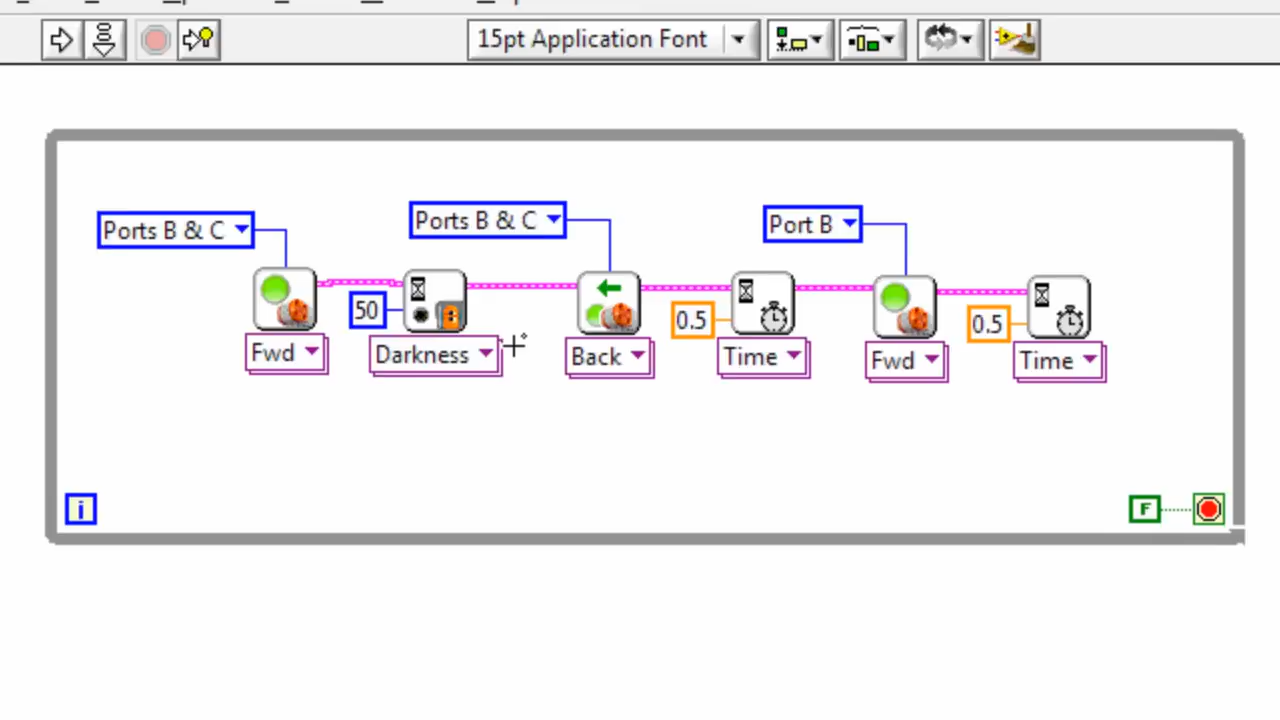 15pt Application Font
Ports B & C
Ports B & C
Port B
50
0.5
0.5
Fwd
Darkness
Back
Time
Fwd
Time
i
F